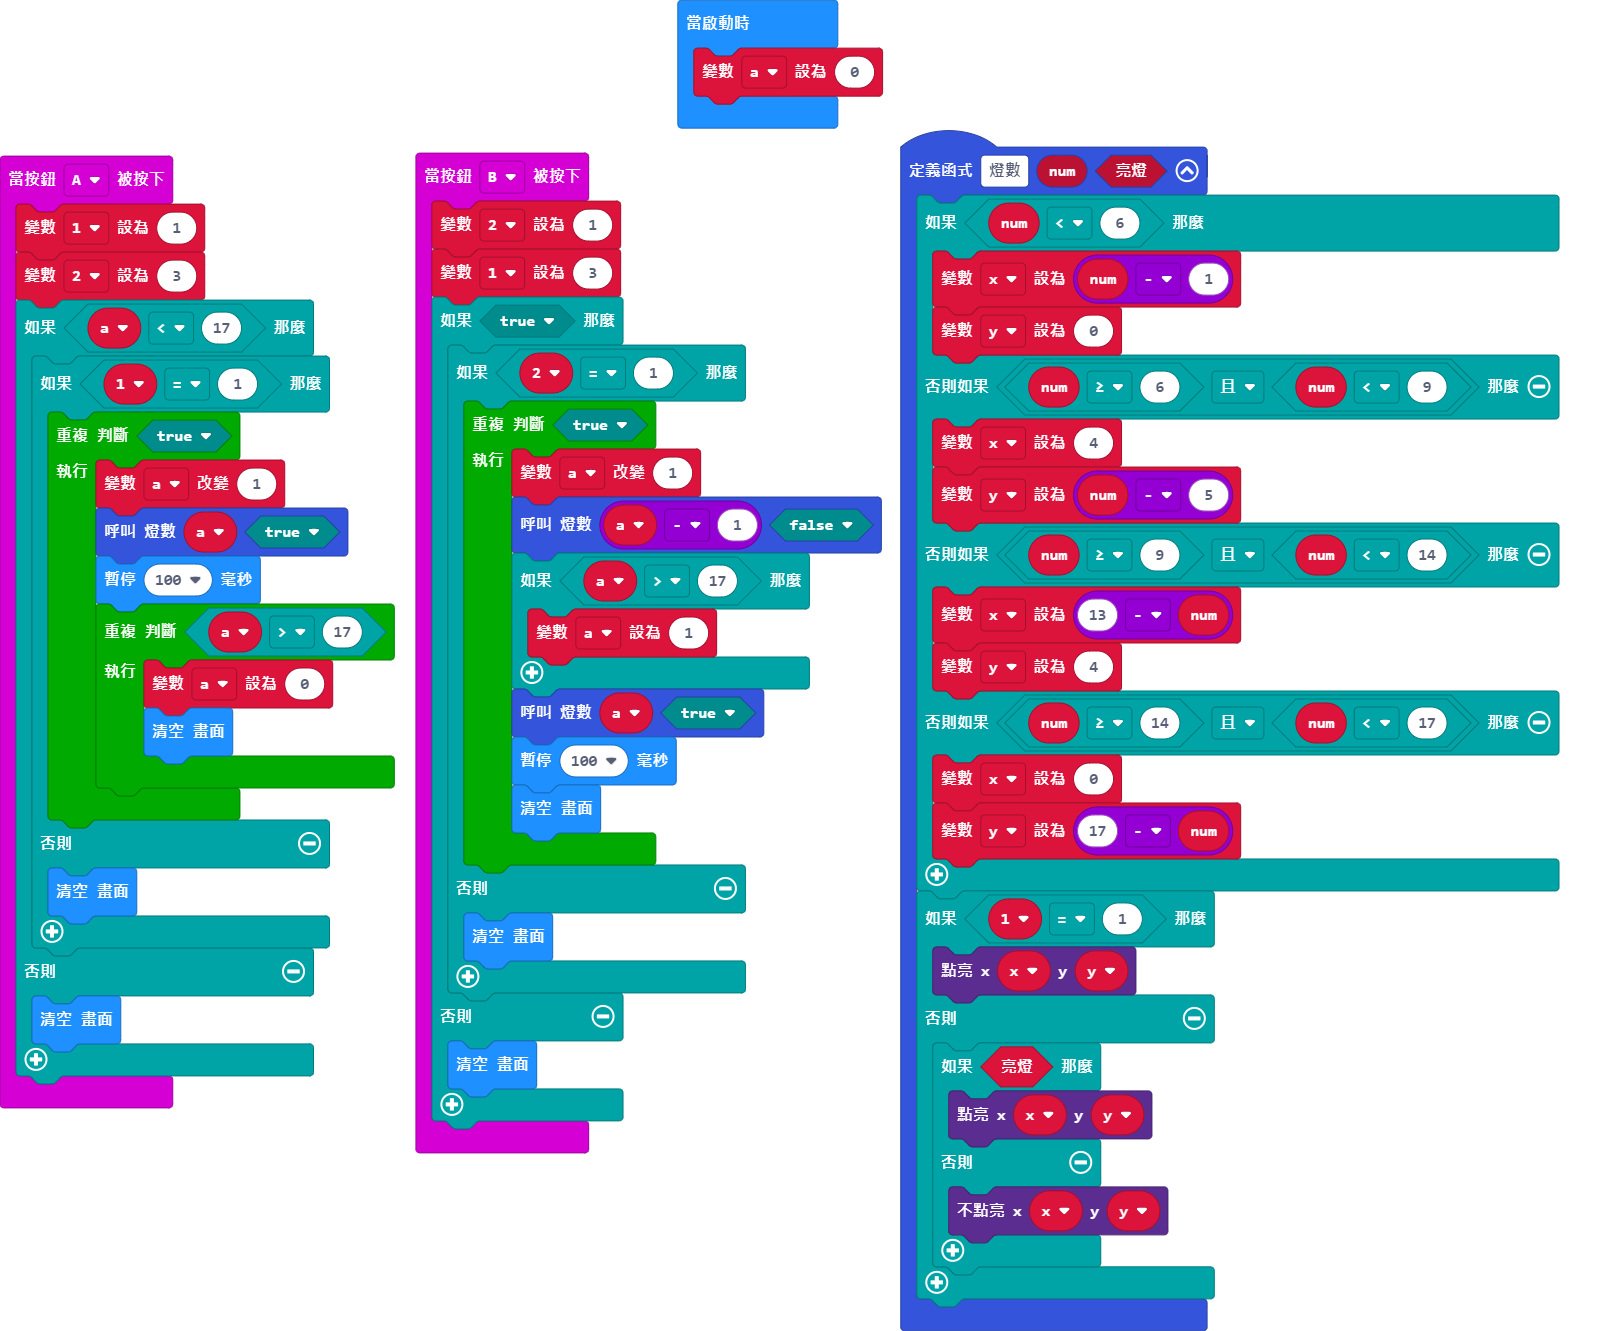 當啟動時
變數 a 設為 0
當按鈕 A 被按下
變數 1 設為 1
變數 2 設為 3
如果 a < 17 那麼
如果 1 = 1 那麼
重複 判斷 true
執行
變數 a 改變 1
呼叫 燈數 a true
暫停 100 毫秒
重複 判斷 a > 17
執行
變數 a 設為 0
清空 畫面
否則
清空 畫面
否則
清空 畫面
當按鈕 B 被按下
變數 2 設為 1
變數 1 設為 3
如果 true 那麼
如果 2 = 1 那麼
重複 判斷 true
執行
變數 a 改變 1
呼叫 燈數 a - 1 false
如果 a > 17 那麼
變數 a 設為 1
呼叫 燈數 a true
暫停 100 毫秒
清空 畫面
否則
清空 畫面
否則
清空 畫面
定義函式 燈數 num 亮燈
如果 num < 6 那麼
變數 x 設為 num - 1
變數 y 設為 0
否則如果 num ≥ 6 且 num < 9 那麼
變數 x 設為 4
變數 y 設為 num - 5
否則如果 num ≥ 9 且 num < 14 那麼
變數 x 設為 13 - num
變數 y 設為 4
否則如果 num ≥ 14 且 num < 17 那麼
變數 x 設為 0
變數 y 設為 17 - num
如果 1 = 1 那麼
點亮 x x y y
否則
如果 亮燈 那麼
點亮 x x y y
否則
不點亮 x x y y